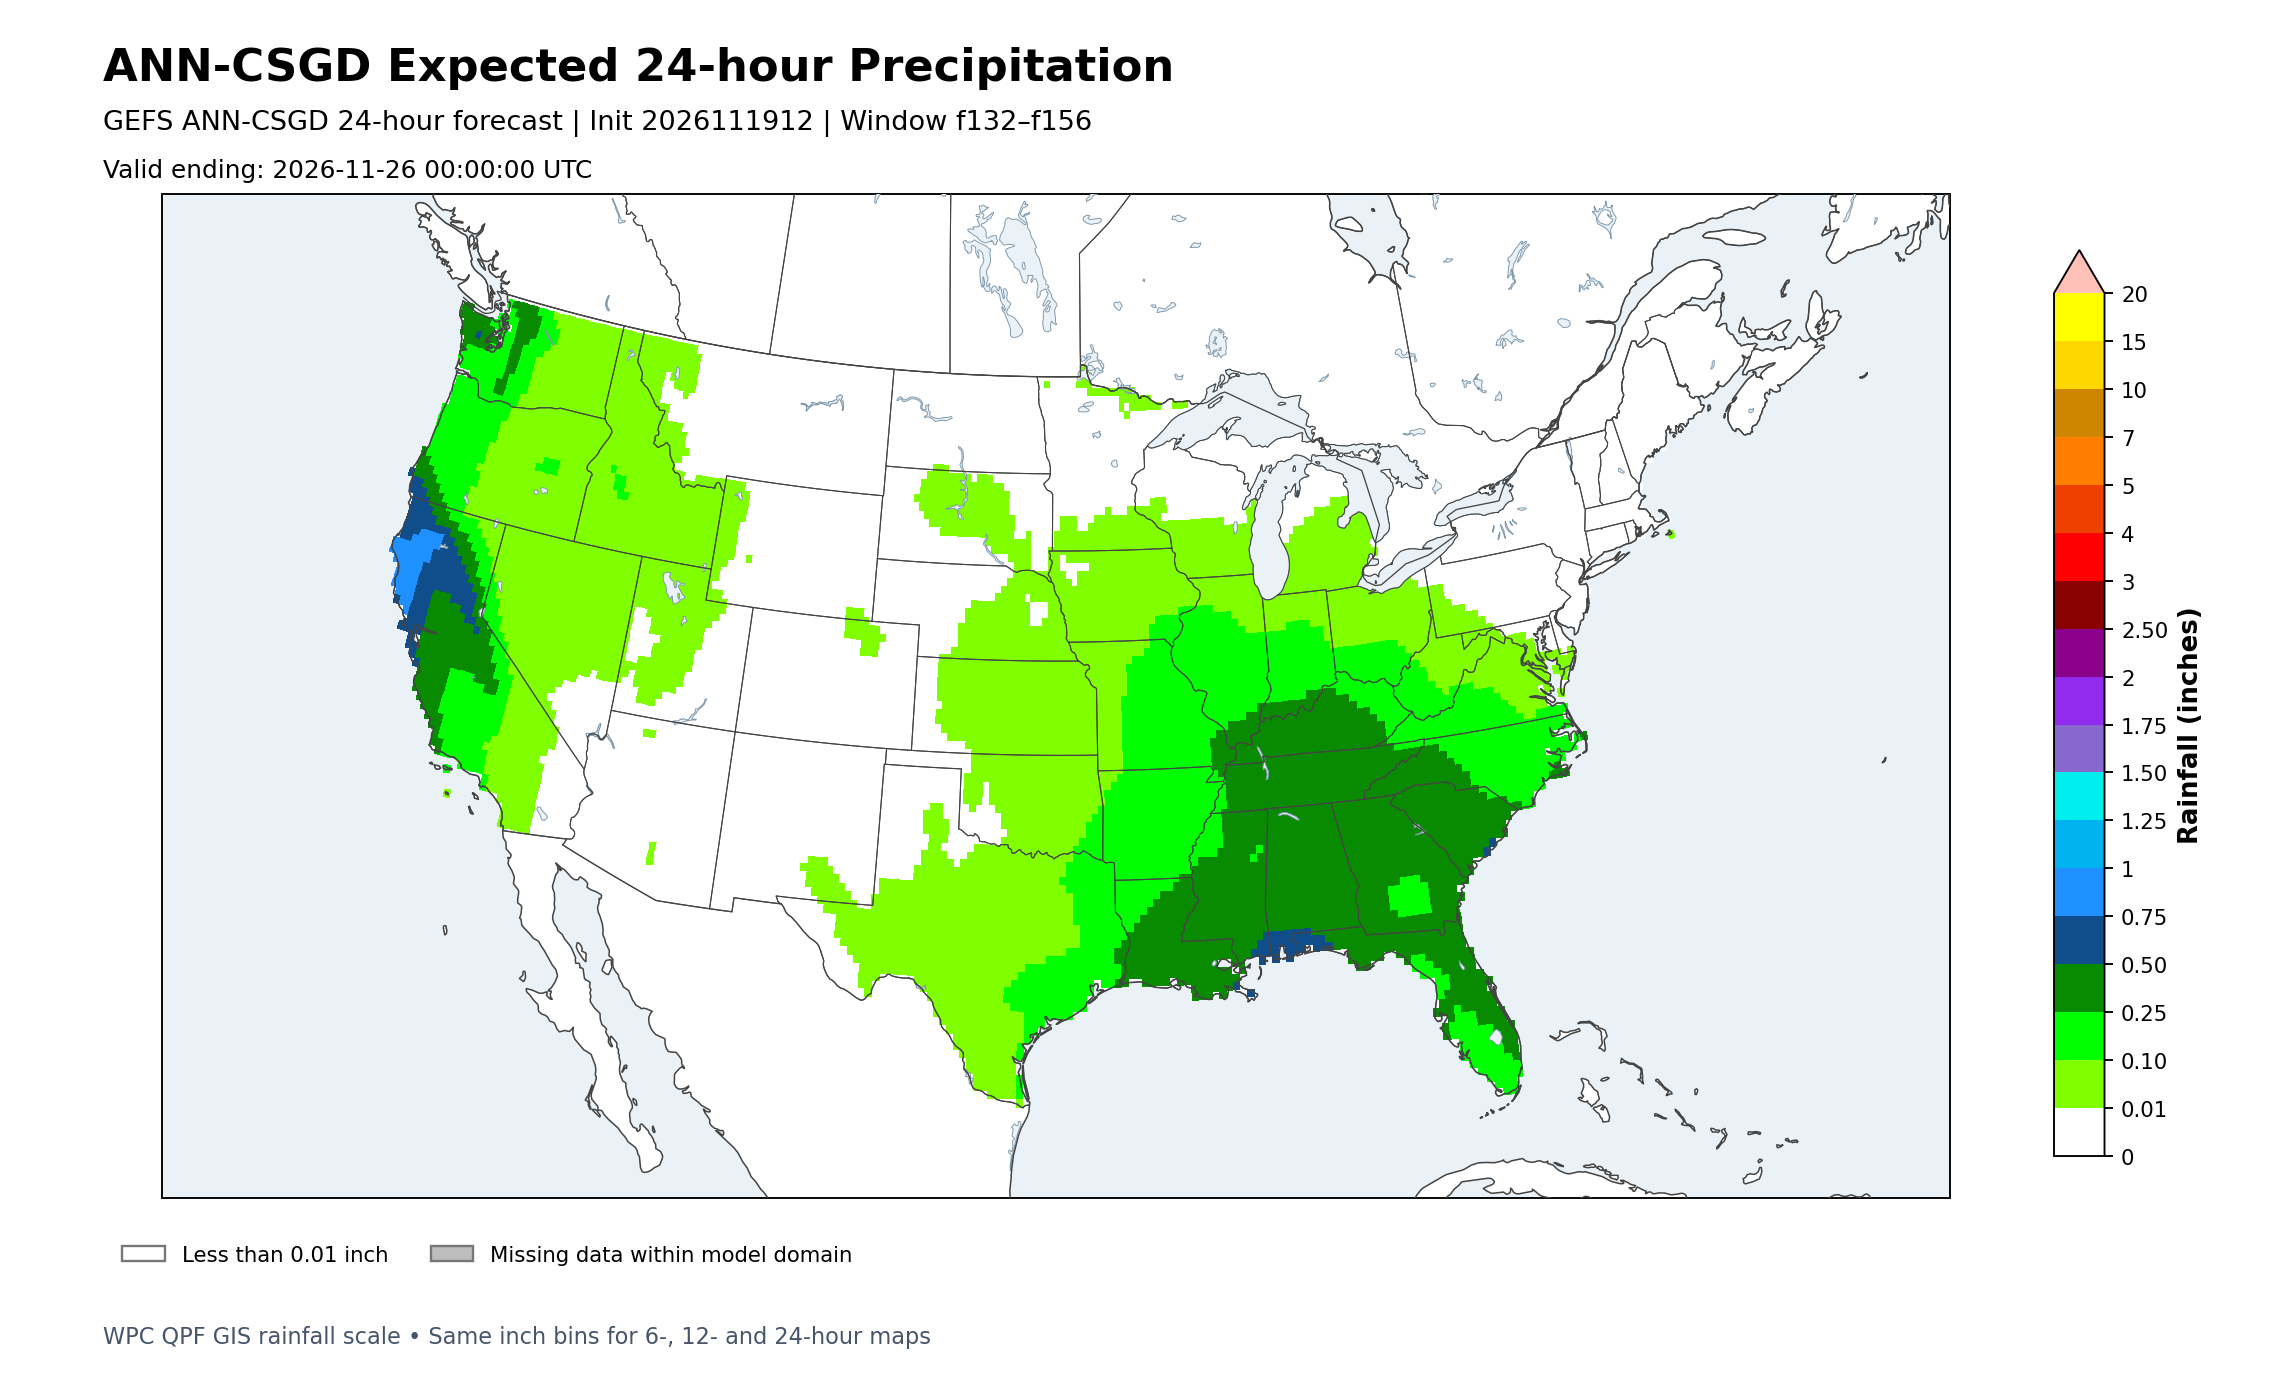 ANN-CSGD Expected 24-hour Precipitation
GEFS ANN-CSGD 24-hour forecast | Init 2026111912 | Window f132–f156
Valid ending: 2026-11-26 00:00:00 UTC
20
15
10
7
5
4
3
2.50
2
1.75
1.50
1.25
1
0.75
0.50
0.25
0.10
0.01
0
Rainfall (inches)
Less than 0.01 inch
Missing data within model domain
WPC QPF GIS rainfall scale • Same inch bins for 6-, 12- and 24-hour maps